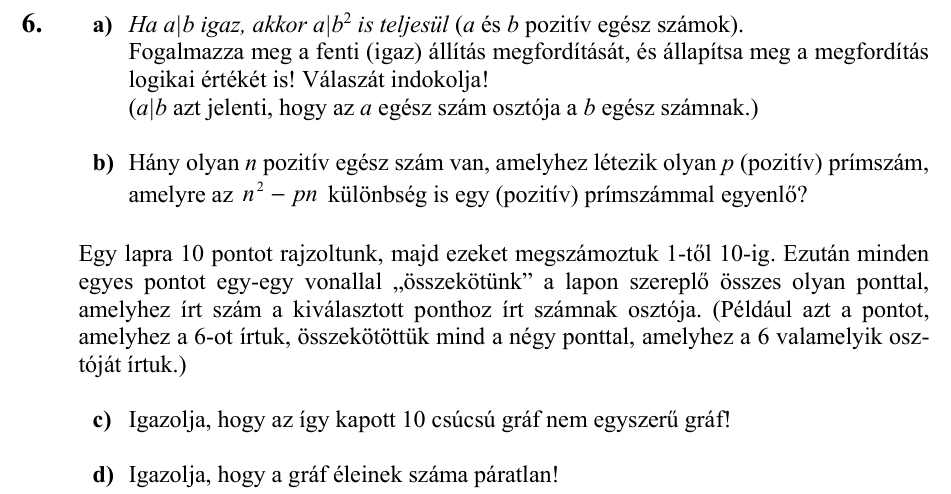 6. a) Ha a|b igaz, akkor a|b² is teljesül (a és b pozitív egész számok).
Fogalmazza meg a fenti (igaz) állítás megfordítását, és állapítsa meg a megfordítás
logikai értékét is! Válaszát indokolja!
(a|b azt jelenti, hogy az a egész szám osztója a b egész számnak.)
b) Hány olyan n pozitív egész szám van, amelyhez létezik olyan p (pozitív) prímszám,
amelyre az n² − pn különbség is egy (pozitív) prímszámmal egyenlő?
Egy lapra 10 pontot rajzoltunk, majd ezeket megszámoztuk 1-től 10-ig. Ezután minden
egyes pontot egy-egy vonallal „összekötünk” a lapon szereplő összes olyan ponttal,
amelyhez írt szám a kiválasztott ponthoz írt számnak osztója. (Például azt a pontot,
amelyhez a 6-ot írtuk, összekötöttük mind a négy ponttal, amelyhez a 6 valamelyik osz-
tóját írtuk.)
c) Igazolja, hogy az így kapott 10 csúcsú gráf nem egyszerű gráf!
d) Igazolja, hogy a gráf éleinek száma páratlan!